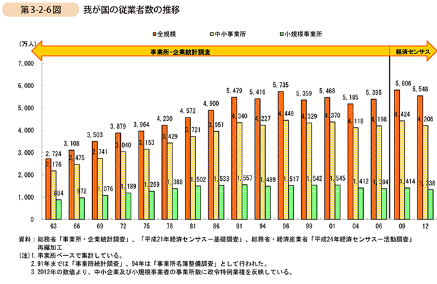 第3-2-6図 我が国の従業者数の推移
全規模 中小事業所 小規模事業所
(万人)
事業所・企業統計調査 経済センサス
7,000
6,000
5,000
4,000
3,000
2,000
1,000
0
2,724 3,108 3,503 3,879 3,964 4,230 4,572 4,900 5,479 5,416 5,735 5,359 5,468 5,185 5,395 5,806 5,548
2,176 2,475 2,741 3,040 3,153 3,429 3,721 3,951 4,340 4,227 4,449 4,329 4,370 4,118 4,198 4,424 4,206
884 972 1,076 1,189 1,269 1,388 1,502 1,533 1,557 1,489 1,517 1,542 1,545 1,412 1,384 1,414 1,338
63 66 69 72 75 78 81 86 91 94 96 99 01 04 06 09 12
資料:総務省「事業所・企業統計調査」、「平成21年経済センサス-基礎調査」、総務省・経済産業省「平成24年経済センサス-活動調査」
再編加工
(注)1.事業所ベースで集計している。
2.91年までは「事業所統計調査」、94年は「事業所名簿整備調査」として行われた。
3.2012年の数値より、中小企業及び小規模事業者の事業所数に政令特例業種を反映している。